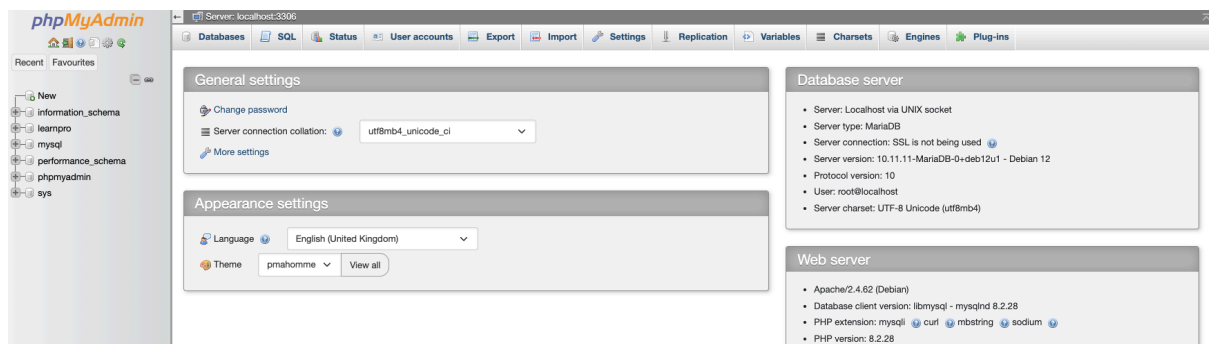 phpMyAdmin
Recent Favourites
New
information_schema
learnpro
mysql
performance_schema
phpmyadmin
sys
Server: localhost:3306
Databases SQL Status User accounts Export Import Settings Replication Variables Charsets Engines Plug-ins
General settings
Change password
Server connection collation: utf8mb4_unicode_ci
More settings
Appearance settings
Language English (United Kingdom)
Theme pmahomme View all
Database server
Server: Localhost via UNIX socket
Server type: MariaDB
Server connection: SSL is not being used
Server version: 10.11.11-MariaDB-0+deb12u1 - Debian 12
Protocol version: 10
User: root@localhost
Server charset: UTF-8 Unicode (utf8mb4)
Web server
Apache/2.4.62 (Debian)
Database client version: libmysql - mysqlnd 8.2.28
PHP extension: mysqli curl mbstring sodium
PHP version: 8.2.28